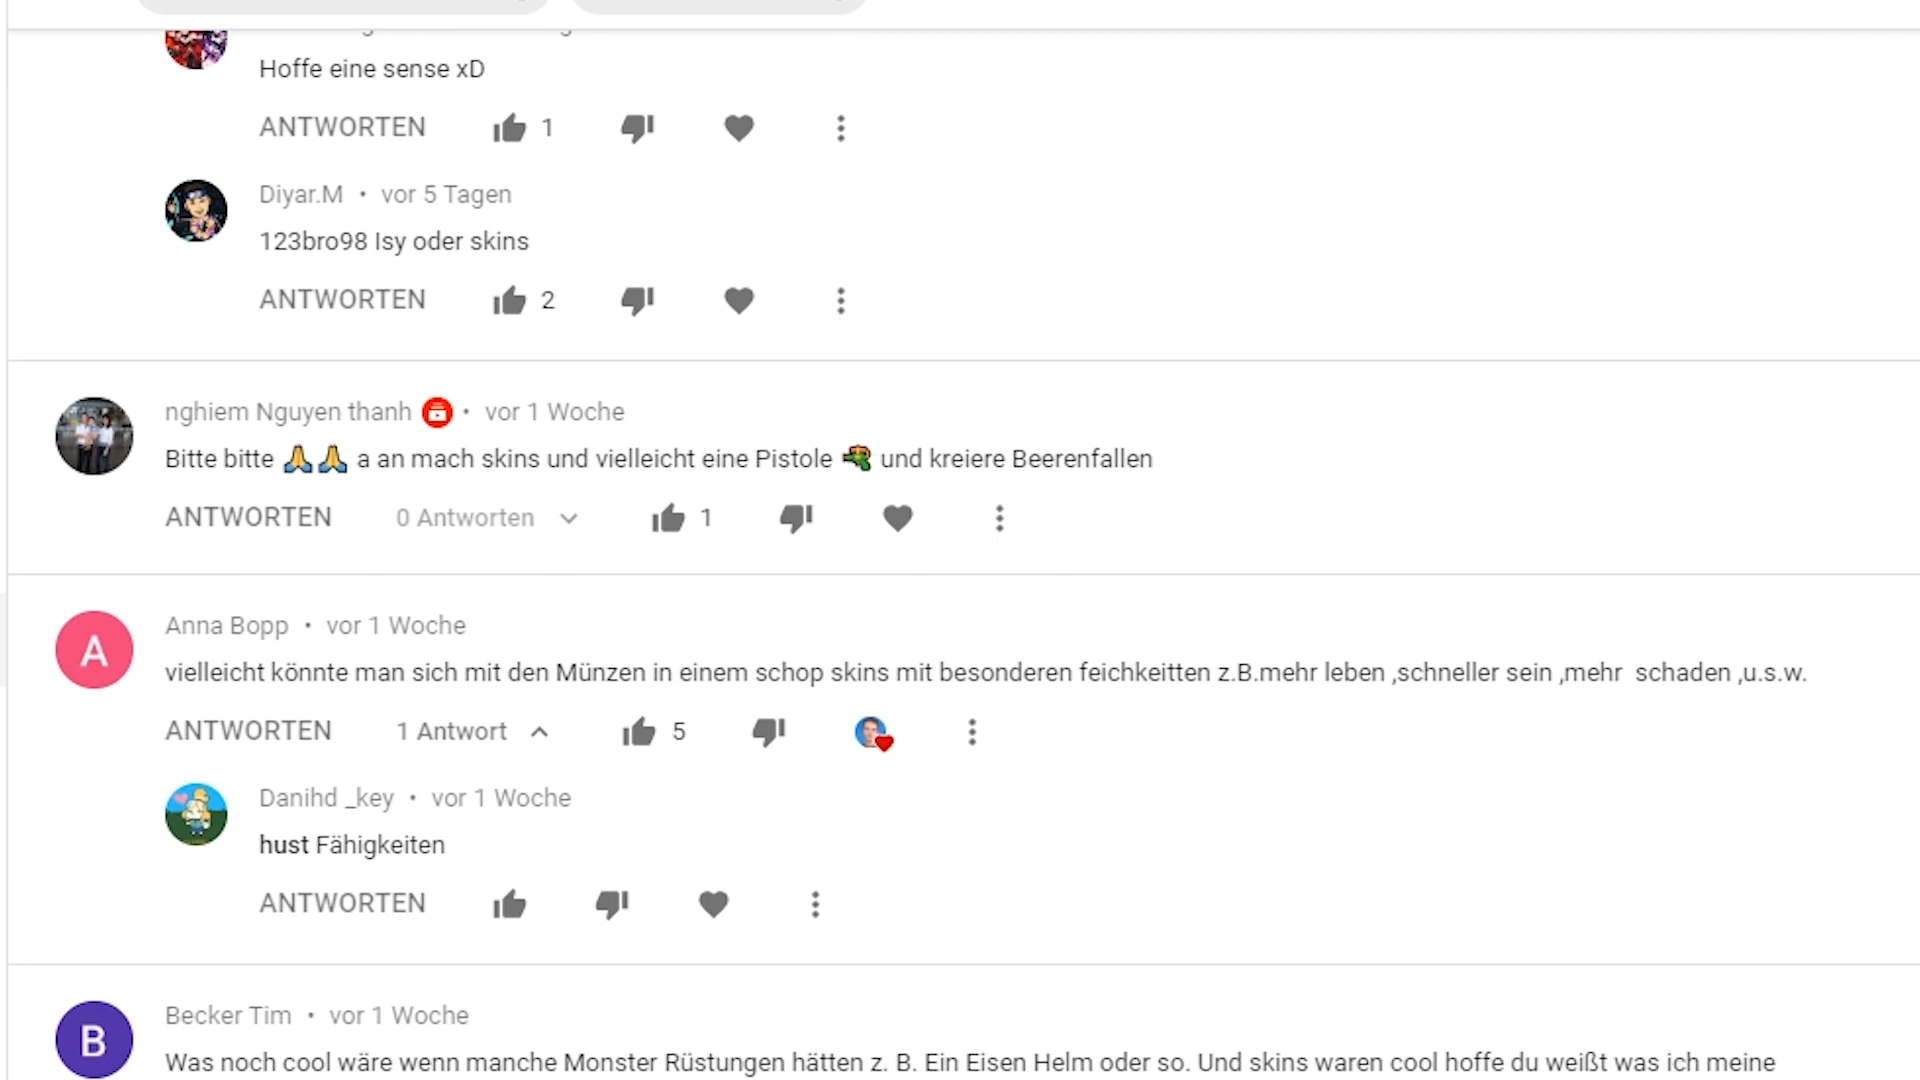 Hoffe eine sense xD
ANTWORTEN 1
Diyar.M • vor 5 Tagen
123bro98 Isy oder skins
ANTWORTEN 2
nghiem Nguyen thanh • vor 1 Woche
Bitte bitte 🙏🙏 a an mach skins und vielleicht eine Pistole 🔫 und kreiere Beerenfallen
ANTWORTEN 0 Antworten 1
A
Anna Bopp • vor 1 Woche
vielleicht könnte man sich mit den Münzen in einem schop skins mit besonderen feichkeitten z.B.mehr leben ,schneller sein ,mehr  schaden ,u.s.w.
ANTWORTEN 1 Antwort 5
Danihd _key • vor 1 Woche
hust Fähigkeiten
ANTWORTEN
B
Becker Tim • vor 1 Woche
Was noch cool wäre wenn manche Monster Rüstungen hätten z. B. Ein Eisen Helm oder so. Und skins waren cool hoffe du weißt was ich meine